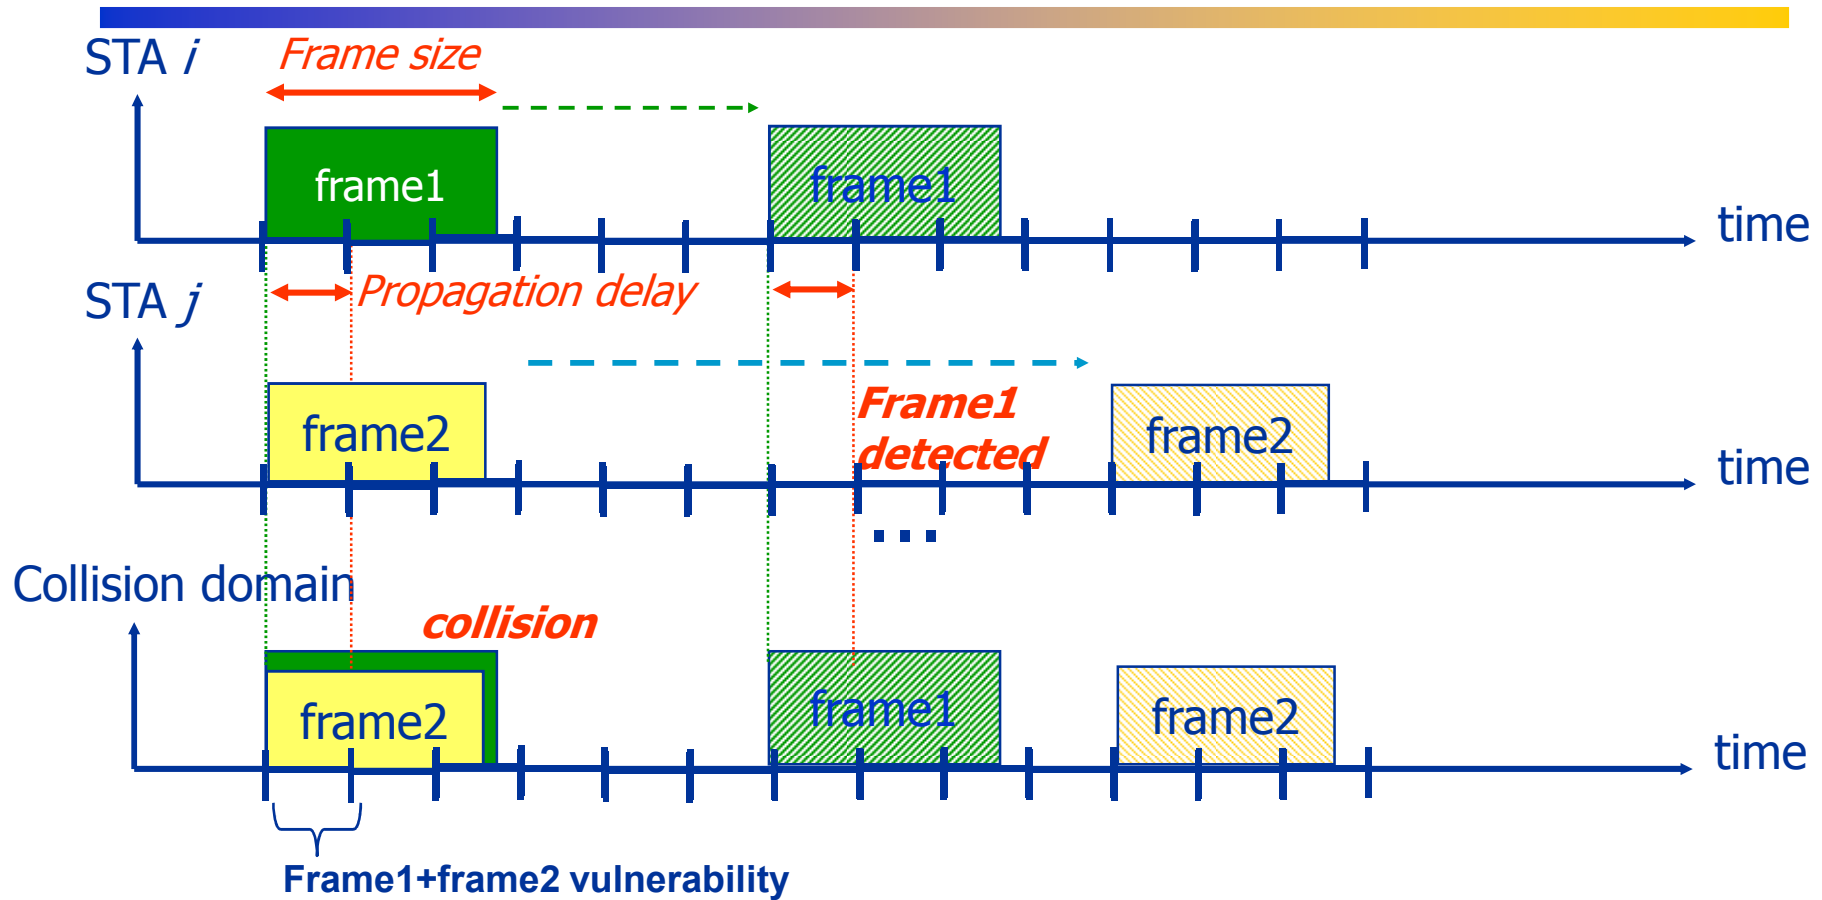 STA i
Frame size
frame1
frame1
time
Propagation delay
STA j
Frame1
detected
frame2
frame2
time
...
Collision domain
collision
frame2
frame1
frame2
time
Frame1+frame2 vulnerability